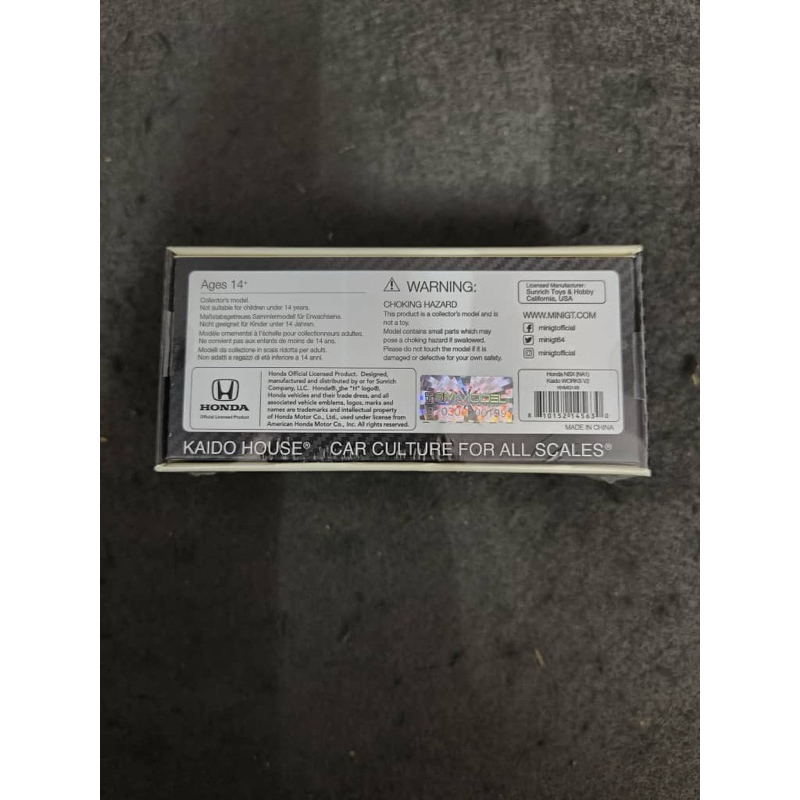 Ages 14+
Collector's model.
Not suitable for children under 14 years.
Maßstabsgetreues Sammlermodell für Erwachsene.
Nicht geeignet für Kinder unter 14 Jahren.
Modèle ornemental à l'échelle pour collectionneurs adultes.
Ne convient pas aux enfants de moins de 14 ans.
Modelli da collezione in scala ridotta per adulti.
Non adatti a ragazzi di età inferiore a 14 anni.
WARNING:
CHOKING HAZARD
This product is a collector's model and is
not a toy.
Model contains small parts which may
pose a choking hazard if swallowed.
Please do not touch the model if it is
damaged or defective for your own safety.
Licensed Manufacturer:
Sunrich Toys & Hobby
California, USA
WWW.MINIGT.COM
minigtofficial
minigt64
minigtofficial
HONDA
Official Licensed Product
Honda Official Licensed Product. Designed,
manufactured and distributed by or for Sunrich
Company, LLC. Honda®, the "H" logo®,
Honda vehicles and their trade dress, and all
associated vehicle emblems, logos, marks and
names are trademarks and intellectual property
of Honda Motor Co., Ltd., used under license from
American Honda Motor Co., Inc. All rights reserved.
Honda NSX (NA1)
Kaido WORKS V2
8 10152 14563 0
MADE IN CHINA
KAIDO HOUSE® CAR CULTURE FOR ALL SCALES®